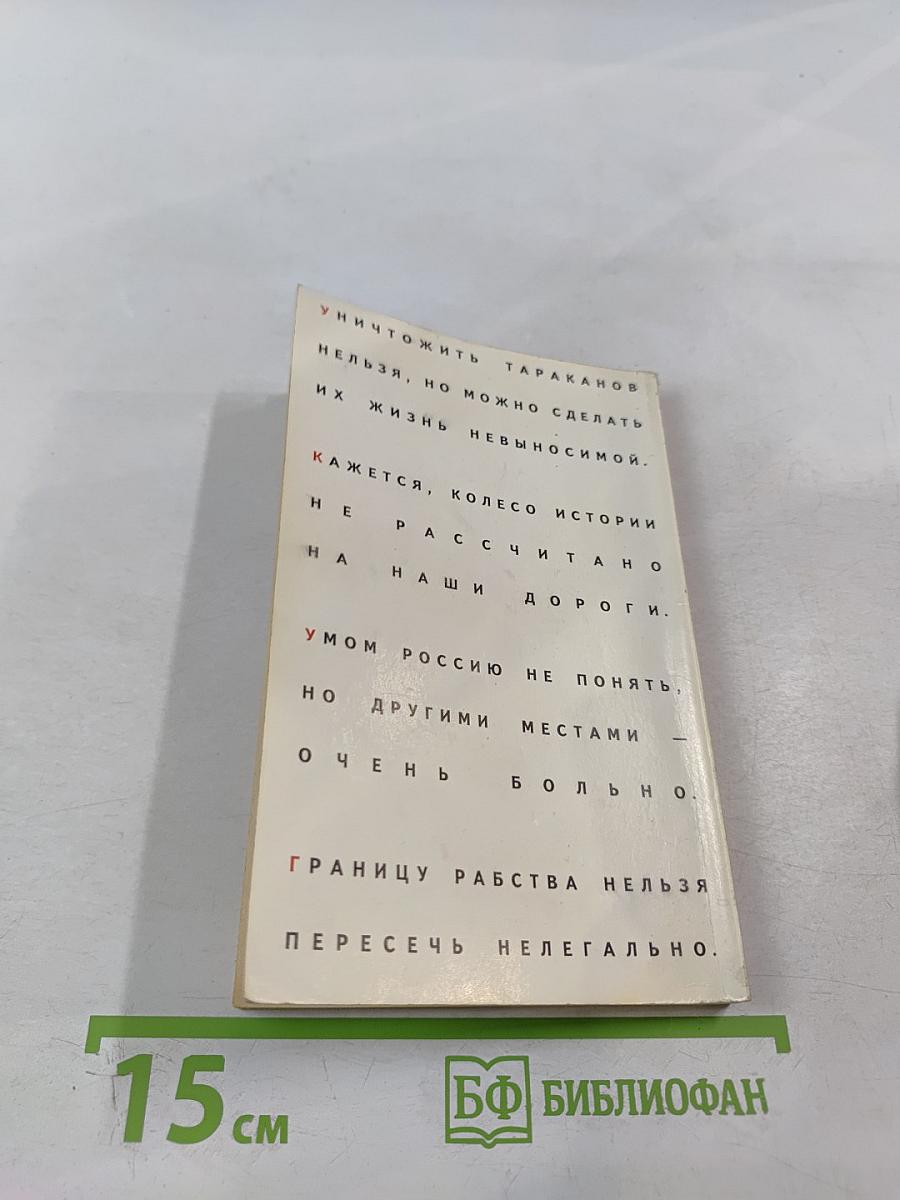 УНИЧТОЖИТЬ ТАРАКАНОВ
НЕЛЬЗЯ, НО МОЖНО СДЕЛАТЬ
ИХ ЖИЗНЬ НЕВЫНОСИМОЙ.
КАЖЕТСЯ, КОЛЕСО ИСТОРИИ
НЕ РАССЧИТАНО
НА НАШИ ДОРОГИ.
УМОМ РОССИЮ НЕ ПОНЯТЬ,
НО ДРУГИМИ МЕСТАМИ —
ОЧЕНЬ БОЛЬНО.
ГРАНИЦУ РАБСТВА НЕЛЬЗЯ
ПЕРЕСЕЧЬ НЕЛЕГАЛЬНО.
15 см
БФ БИБЛИОФАН